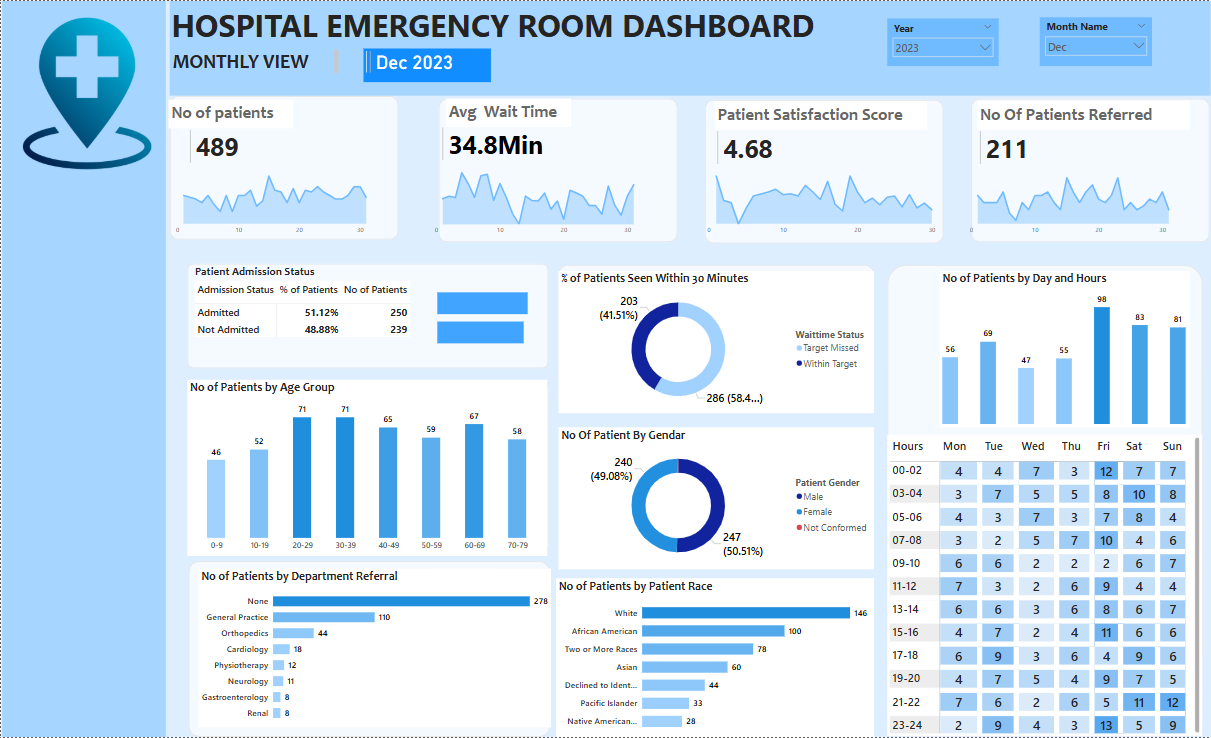 HOSPITAL EMERGENCY ROOM DASHBOARD
MONTHLY VIEW
Dec 2023
Year
2023
Month Name
Dec
No of patients
489
0 10 20 30
Avg Wait Time
34.8Min
0 10 20 30
Patient Satisfaction Score
4.68
0 10 20 30
No Of Patients Referred
211
0 10 20 30
Patient Admission Status
Admission Status % of Patients No of Patients
Admitted 51.12% 250
Not Admitted 48.88% 239
No of Patients by Age Group
46 52 71 71 65 59 67 58
0-9 10-19 20-29 30-39 40-49 50-59 60-69 70-79
No of Patients by Department Referral
None 278
General Practice 110
Orthopedics 44
Cardiology 18
Physiotherapy 12
Neurology 11
Gastroenterology 8
Renal 8
% of Patients Seen Within 30 Minutes
203
(41.51%)
286 (58.4...)
Waittime Status
Target Missed
Within Target
No Of Patient By Gendar
240
(49.08%)
247
(50.51%)
Patient Gender
Male
Female
Not Conformed
No of Patients by Patient Race
White 146
African American 100
Two or More Races 78
Asian 60
Declined to Ident... 44
Pacific Islander 33
Native American... 28
No of Patients by Day and Hours
56 69 47 55 98 83 81
Hours Mon Tue Wed Thu Fri Sat Sun
00-02 4 4 7 3 12 7 7
03-04 3 7 5 5 8 10 8
05-06 4 3 7 3 7 8 4
07-08 3 2 5 7 10 4 6
09-10 6 6 2 2 2 6 7
11-12 7 3 2 6 9 4 4
13-14 6 6 3 6 8 6 7
15-16 4 7 2 4 11 6 6
17-18 6 9 3 6 4 9 6
19-20 4 7 5 4 9 7 5
21-22 7 6 2 6 5 11 12
23-24 2 9 4 3 13 5 9